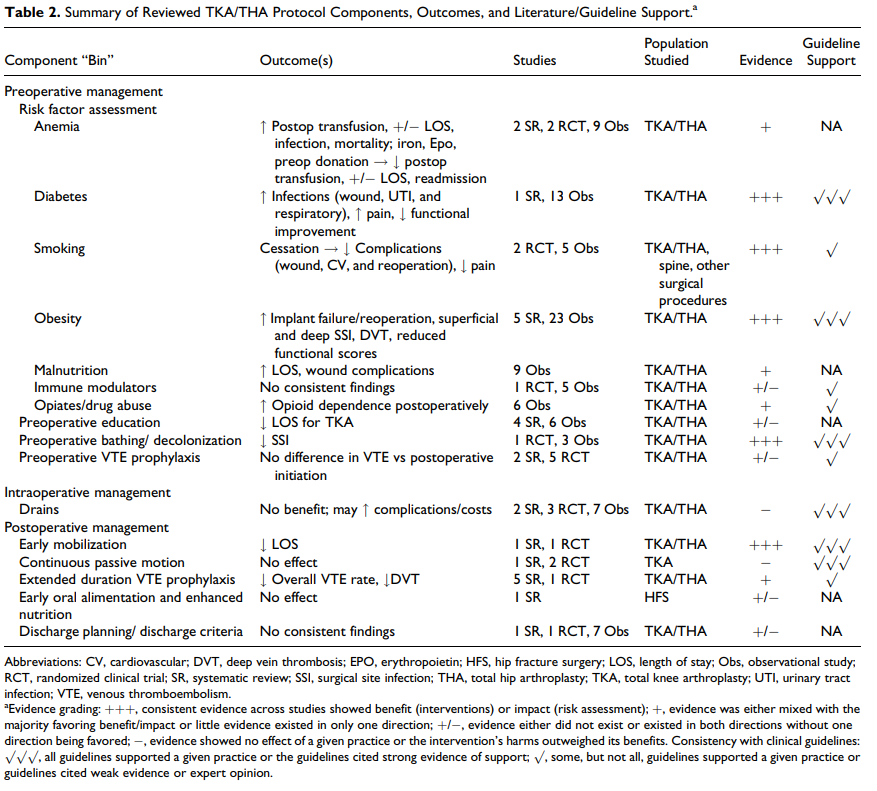 Table 2. Summary of Reviewed TKA/THA Protocol Components, Outcomes, and Literature/Guideline Support.a
Component “Bin” Outcome(s) Studies Population Studied Evidence Guideline Support
Preoperative management
Risk factor assessment
Anemia ↑ Postop transfusion, +/− LOS, 2 SR, 2 RCT, 9 Obs TKA/THA + NA
infection, mortality; iron, Epo,
preop donation → ↓ postop
transfusion, +/− LOS, readmission
Diabetes ↑ Infections (wound, UTI, and 1 SR, 13 Obs TKA/THA +++ √√√
respiratory), ↑ pain, ↓ functional
improvement
Smoking Cessation → ↓ Complications 2 RCT, 5 Obs TKA/THA, +++ √
(wound, CV, and reoperation), ↓ pain spine, other
surgical
procedures
Obesity ↑ Implant failure/reoperation, superficial 5 SR, 23 Obs TKA/THA +++ √√√
and deep SSI, DVT, reduced
functional scores
Malnutrition ↑ LOS, wound complications 9 Obs TKA/THA + NA
Immune modulators No consistent findings 1 RCT, 5 Obs TKA/THA +/− √
Opiates/drug abuse ↑ Opioid dependence postoperatively 6 Obs TKA/THA + √
Preoperative education ↓ LOS for TKA 4 SR, 6 Obs TKA/THA +/− NA
Preoperative bathing/ decolonization ↓ SSI 1 RCT, 3 Obs TKA/THA +++ √√√
Preoperative VTE prophylaxis No difference in VTE vs postoperative 2 SR, 5 RCT TKA/THA +/− √
initiation
Intraoperative management
Drains No benefit; may ↑ complications/costs 2 SR, 3 RCT, 7 Obs TKA/THA − √√√
Postoperative management
Early mobilization ↓ LOS 1 SR, 1 RCT TKA/THA +++ √√√
Continuous passive motion No effect 1 SR, 2 RCT TKA − √√√
Extended duration VTE prophylaxis ↓ Overall VTE rate, ↓DVT 5 SR, 1 RCT TKA/THA + √
Early oral alimentation and enhanced No effect 1 SR HFS +/− NA
nutrition
Discharge planning/ discharge criteria No consistent findings 1 SR, 1 RCT, 7 Obs TKA/THA +/− NA
Abbreviations: CV, cardiovascular; DVT, deep vein thrombosis; EPO, erythropoietin; HFS, hip fracture surgery; LOS, length of stay; Obs, observational study;
RCT, randomized clinical trial; SR, systematic review; SSI, surgical site infection; THA, total hip arthroplasty; TKA, total knee arthroplasty; UTI, urinary tract
infection; VTE, venous thromboembolism.
aEvidence grading: +++, consistent evidence across studies showed benefit (interventions) or impact (risk assessment); +, evidence was either mixed with the
majority favoring benefit/impact or little evidence existed in only one direction; +/−, evidence either did not exist or existed in both directions without one
direction being favored; −, evidence showed no effect of a given practice or the intervention's harms outweighed its benefits. Consistency with clinical guidelines:
√√√, all guidelines supported a given practice or the guidelines cited strong evidence of support; √, some, but not all, guidelines supported a given practice or
guidelines cited weak evidence or expert opinion.